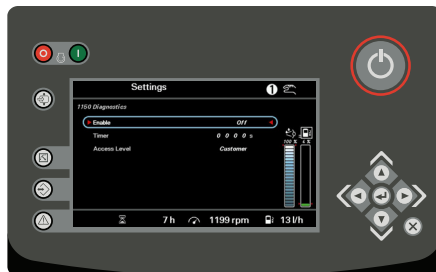 Settings 1
1150 Diagnostics
Enable Off
Timer 0 0 0 0 s
Access Level Customer
100 % 4 %
7 h 1199 rpm 13 l/h